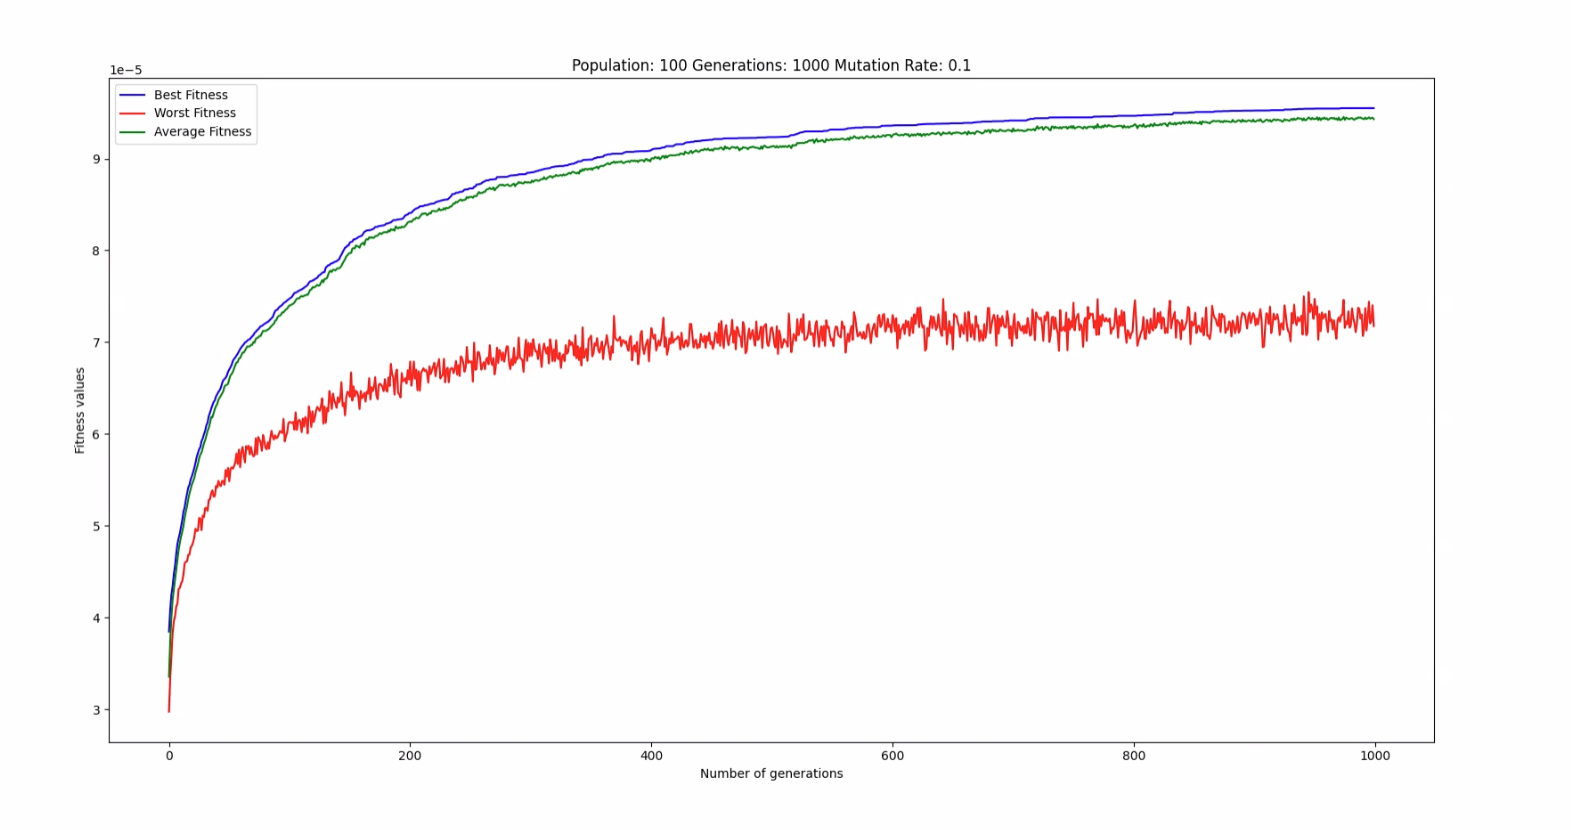 Population: 100 Generations: 1000 Mutation Rate: 0.1
1e−5
Best Fitness
Worst Fitness
Average Fitness
9
8
7
6
5
4
3
Fitness values
0 200 400 600 800 1000
Number of generations